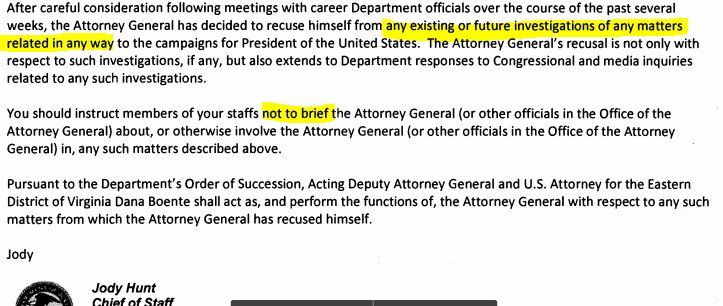 After careful consideration following meetings with career Department officials over the course of the past several
weeks, the Attorney General has decided to recuse himself from any existing or future investigations of any matters
related in any way to the campaigns for President of the United States. The Attorney General's recusal is not only with
respect to such investigations, if any, but also extends to Department responses to Congressional and media inquiries
related to any such investigations.
You should instruct members of your staffs not to brief the Attorney General (or other officials in the Office of the
Attorney General) about, or otherwise involve the Attorney General (or other officials in the Office of the Attorney
General) in, any such matters described above.
Pursuant to the Department's Order of Succession, Acting Deputy Attorney General and U.S. Attorney for the Eastern
District of Virginia Dana Boente shall act as, and perform the functions of, the Attorney General with respect to any such
matters from which the Attorney General has recused himself.
Jody
Jody Hunt
Chief of Staff